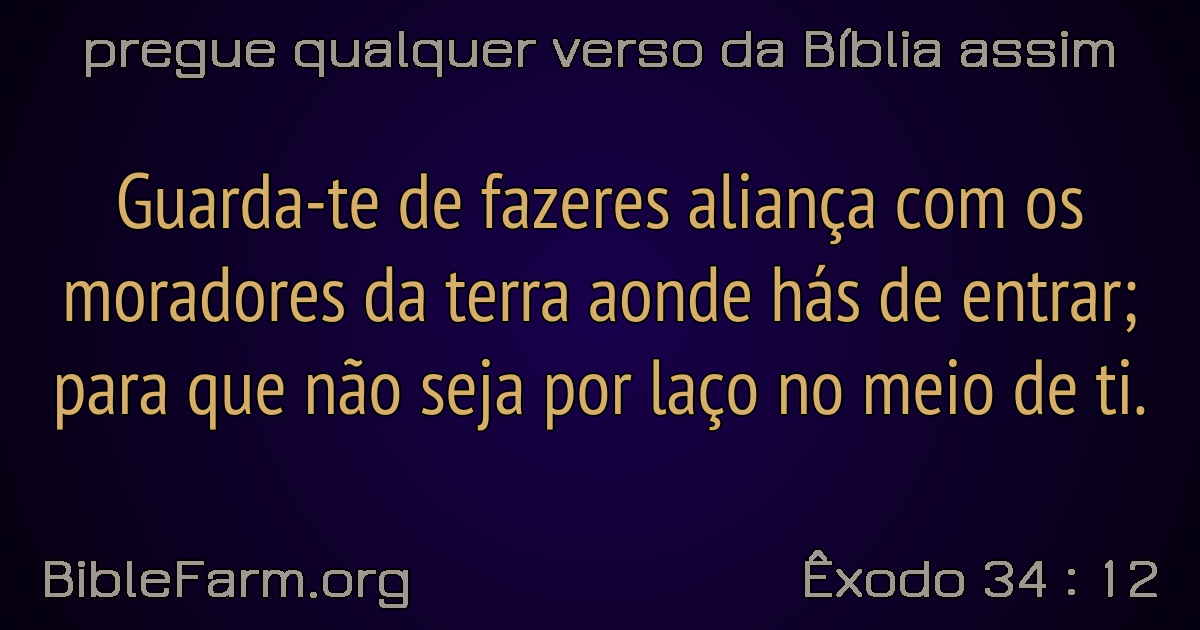 pregue qualquer verso da Bíblia assim
Guarda-te de fazeres aliança com os
moradores da terra aonde hás de entrar;
para que não seja por laço no meio de ti.
BibleFarm.org
Êxodo 34 : 12